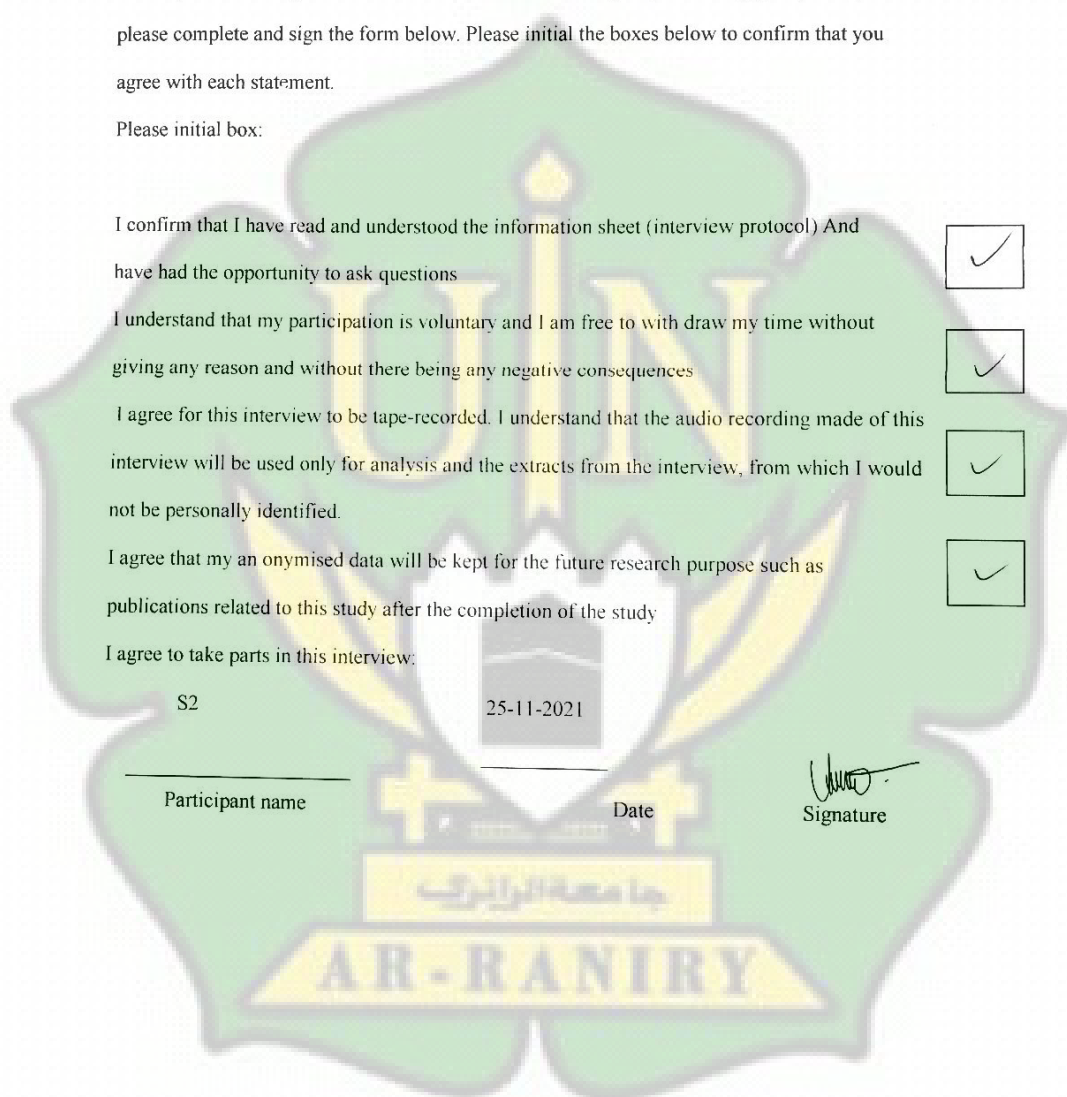 please complete and sign the form below. Please initial the boxes below to confirm that you
agree with each statement.
Please initial box:
I confirm that I have read and understood the information sheet (interview protocol) And
have had the opportunity to ask questions
I understand that my participation is voluntary and I am free to with draw my time without
giving any reason and without there being any negative consequences
I agree for this interview to be tape-recorded. I understand that the audio recording made of this
interview will be used only for analysis and the extracts from the interview, from which I would
not be personally identified.
I agree that my an onymised data will be kept for the future research purpose such as
publications related to this study after the completion of the study
I agree to take parts in this interview:
S2 25-11-2021
Participant name Date Signature
UIN
جامعة الرانري
AR-RANIRY